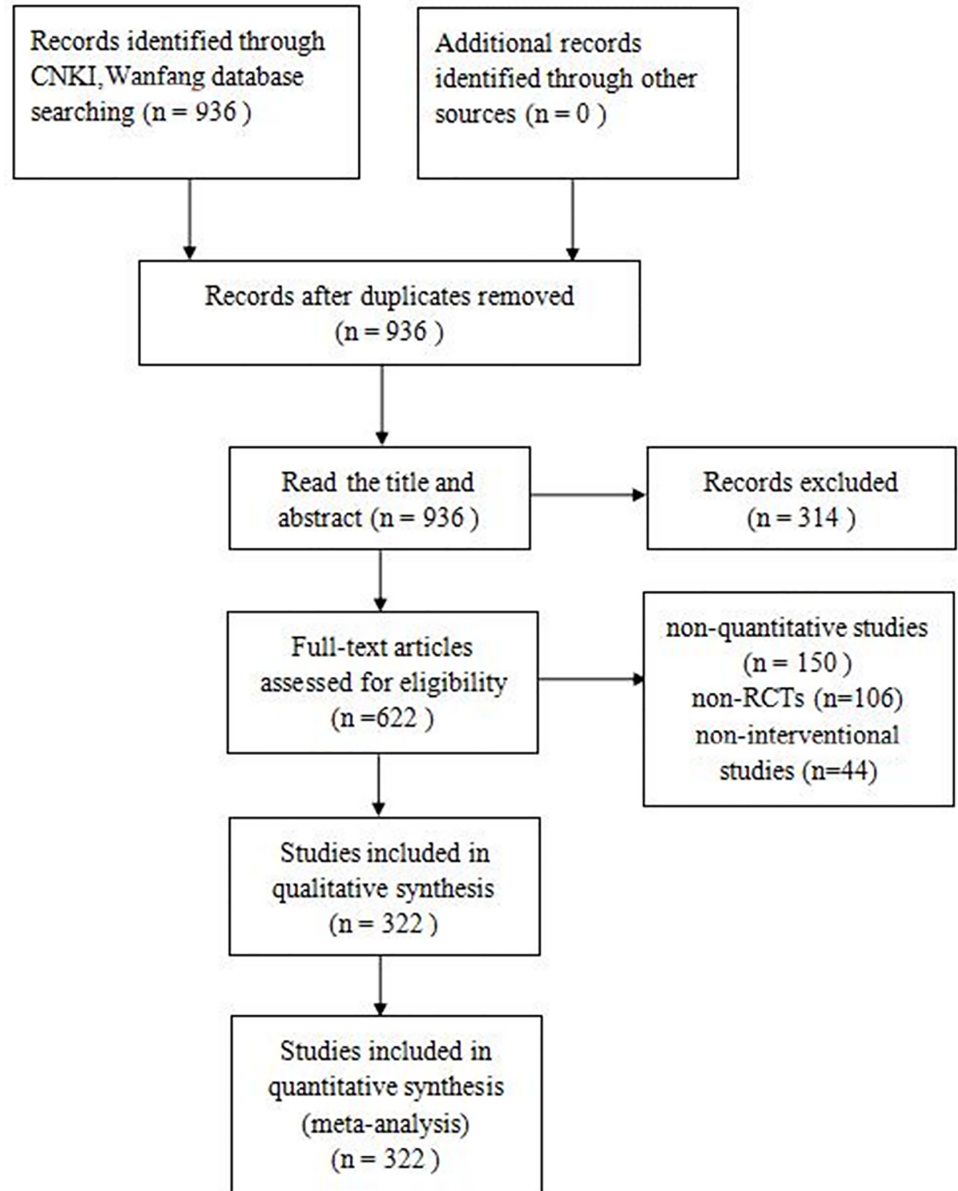 Records identified through
CNKI,Wanfang database
searching (n = 936 )
Additional records
identified through other
sources (n = 0 )
Records after duplicates removed
(n = 936 )
Read the title and
abstract (n = 936 )
Records excluded
(n = 314 )
Full-text articles
assessed for eligibility
(n =622 )
non-quantitative studies
(n = 150 )
non-RCTs (n=106)
non-interventional
studies (n=44)
Studies included in
qualitative synthesis
(n = 322 )
Studies included in
quantitative synthesis
(meta-analysis)
(n = 322 )